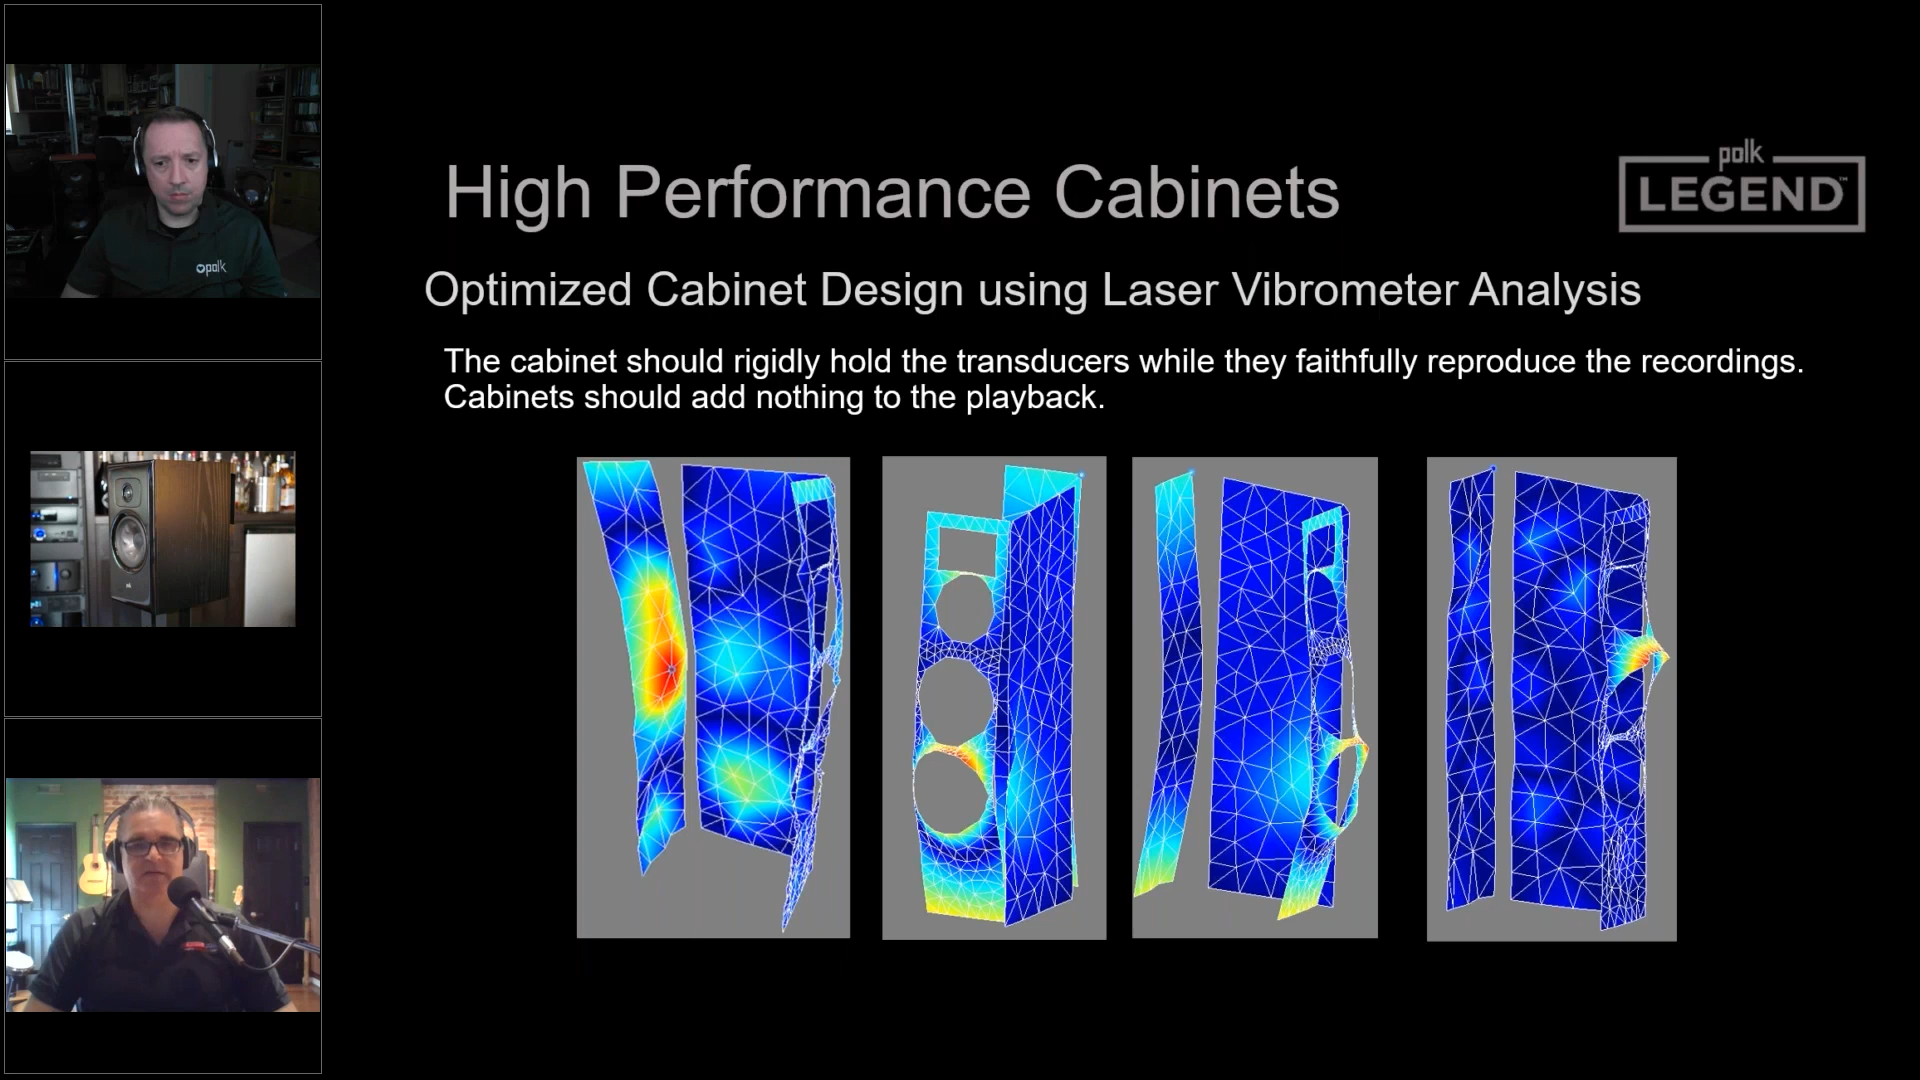 High Performance Cabinets
polk
LEGEND™
Optimized Cabinet Design using Laser Vibrometer Analysis
The cabinet should rigidly hold the transducers while they faithfully reproduce the recordings.
Cabinets should add nothing to the playback.
polk